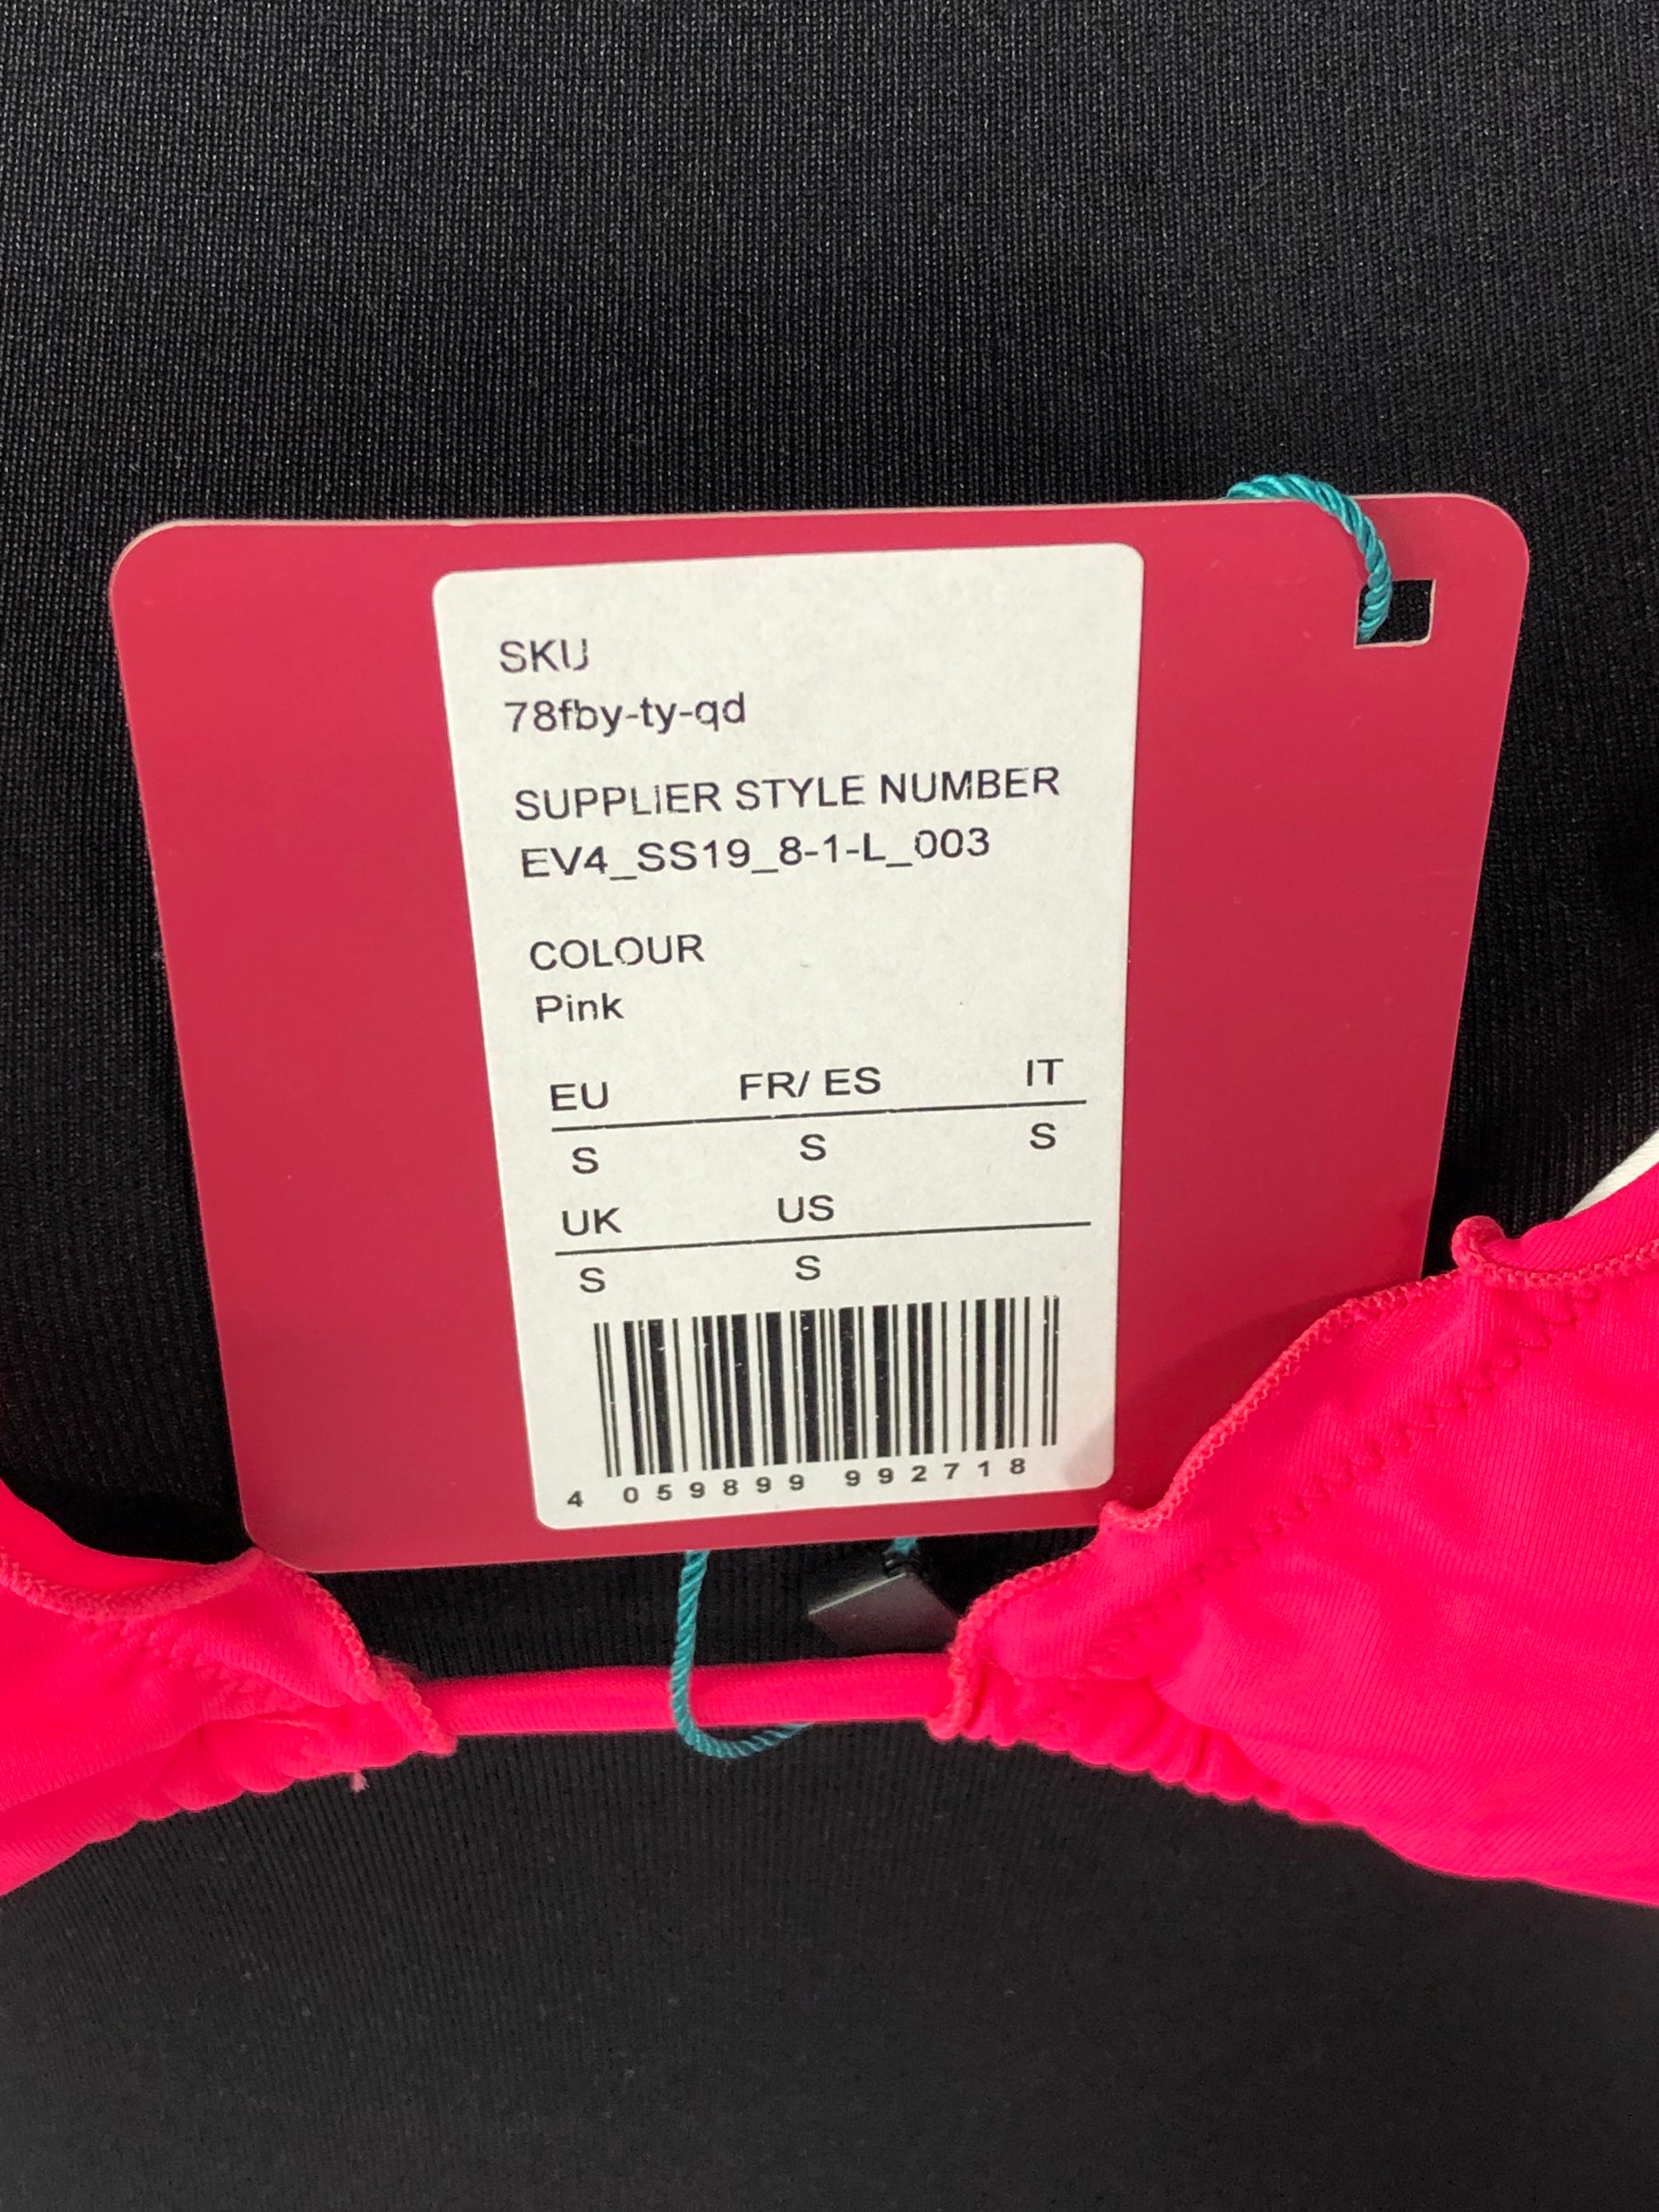 SKU
78fby-ty-qd
SUPPLIER STYLE NUMBER
EV4_SS19_8-1-L_003
COLOUR
Pink
EU FR/ ES IT
S S S
UK US
S S
4 059899 992718